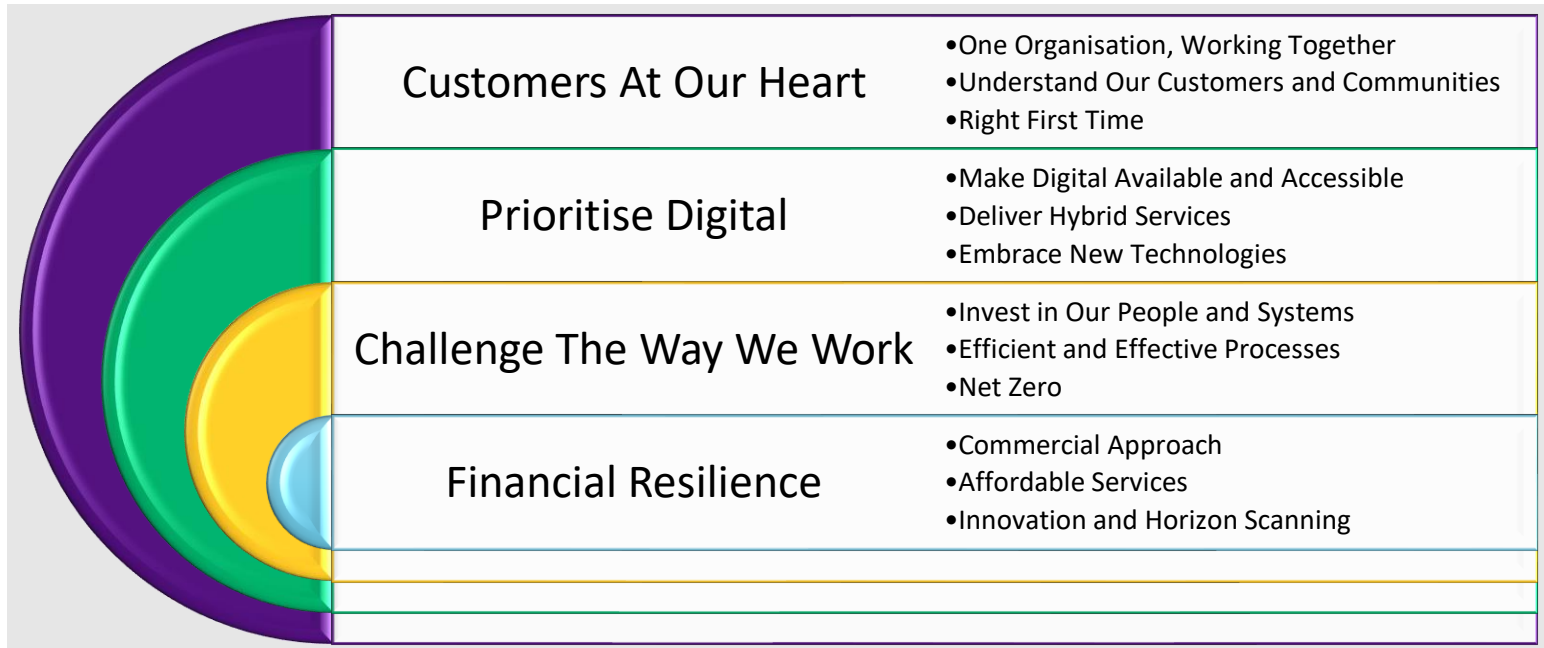 Customers At Our Heart
•One Organisation, Working Together
•Understand Our Customers and Communities
•Right First Time
Prioritise Digital
•Make Digital Available and Accessible
•Deliver Hybrid Services
•Embrace New Technologies
Challenge The Way We Work
•Invest in Our People and Systems
•Efficient and Effective Processes
•Net Zero
Financial Resilience
•Commercial Approach
•Affordable Services
•Innovation and Horizon Scanning